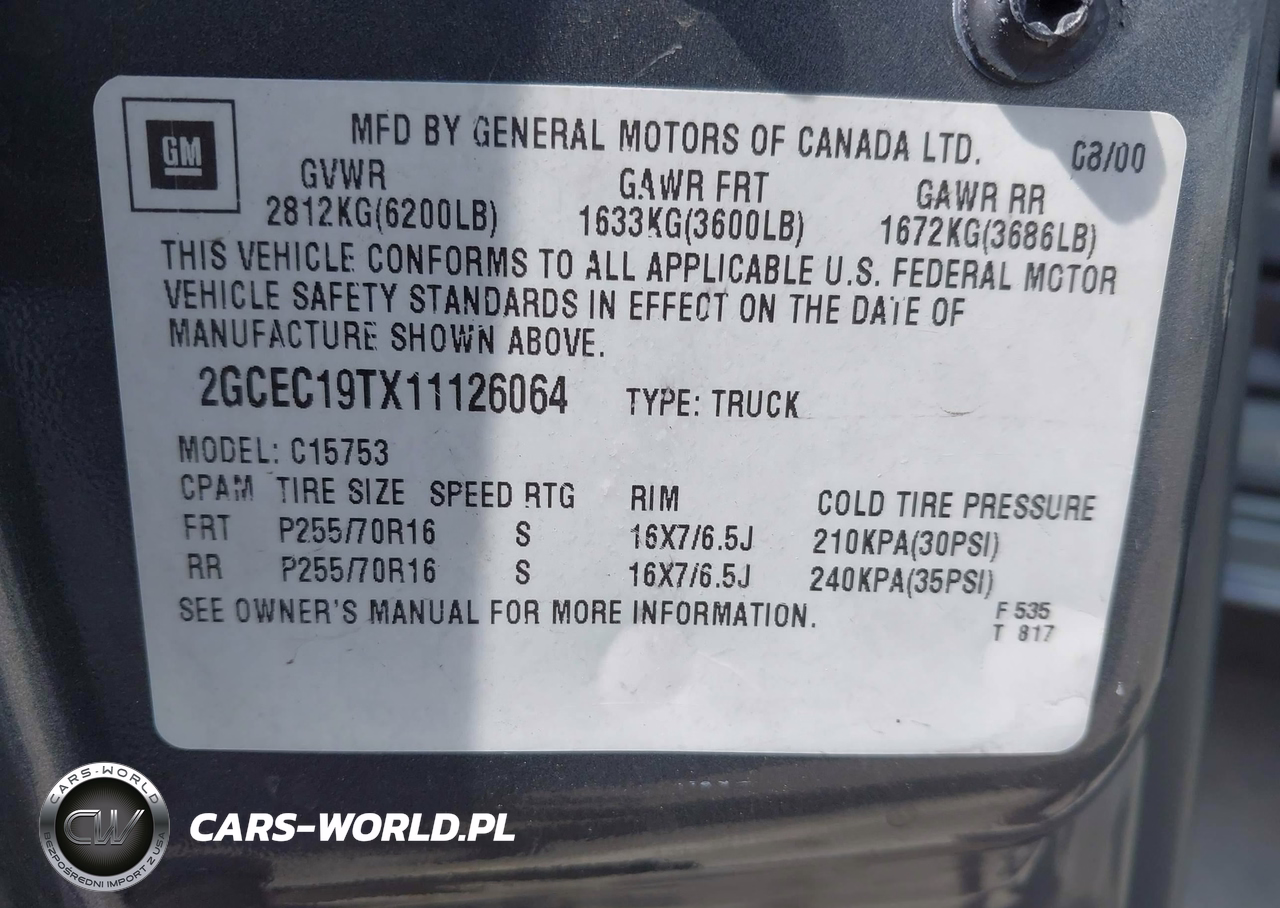 GM
MFD BY GENERAL MOTORS OF CANADA LTD. 08/00
GVWR GAWR FRT GAWR RR
2812KG(6200LB) 1633KG(3600LB) 1672KG(3686LB)
THIS VEHICLE CONFORMS TO ALL APPLICABLE U.S. FEDERAL MOTOR
VEHICLE SAFETY STANDARDS IN EFFECT ON THE DATE OF
MANUFACTURE SHOWN ABOVE.
2GCEC19TX11126064 TYPE: TRUCK
MODEL: C15753
CPAM TIRE SIZE SPEED RTG RIM COLD TIRE PRESSURE
FRT P255/70R16 S 16X7/6.5J 210KPA(30PSI)
RR P255/70R16 S 16X7/6.5J 240KPA(35PSI)
SEE OWNER'S MANUAL FOR MORE INFORMATION.
F 535
T 817
CARS-WORLD
CW
BEZPOŚREDNI IMPORT Z USA
CARS-WORLD.PL